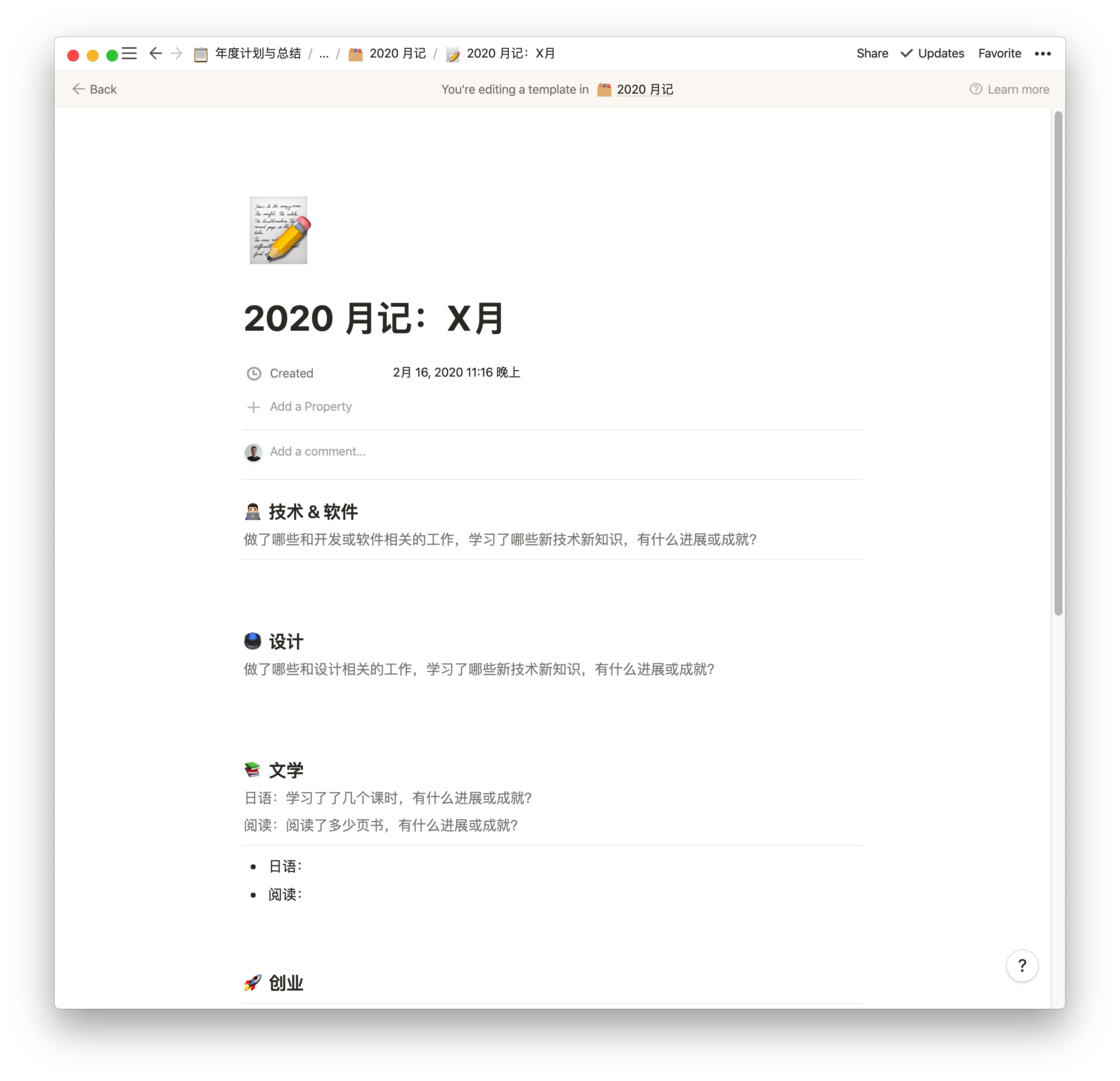 年度计划与总结 / ... / 2020 月记 / 2020 月记：X月 Share Updates Favorite •••
Back You're editing a template in 2020 月记 Learn more
2020 月记：X月
Created 2月 16, 2020 11:16 晚上
Add a Property
Add a comment...
技术 & 软件
做了哪些和开发或软件相关的工作，学习了哪些新技术新知识，有什么进展或成就？
设计
做了哪些和设计相关的工作，学习了哪些新技术新知识，有什么进展或成就？
文学
日语：学习了了几个课时，有什么进展或成就？
阅读：阅读了多少页书，有什么进展或成就？
• 日语：
• 阅读：
创业
?